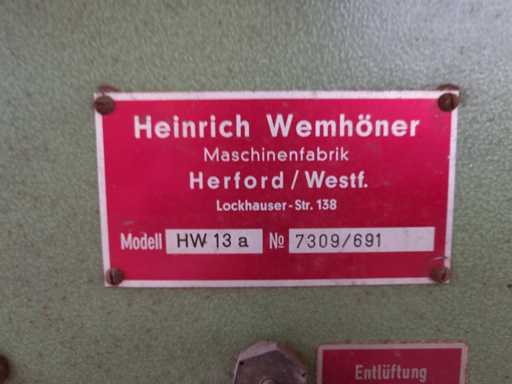 Heinrich Wemhöner
Maschinenfabrik
Herford/Westf.
Lockhauser-Str. 138
Modell HW 13 a № 7309/691
Entlüftung